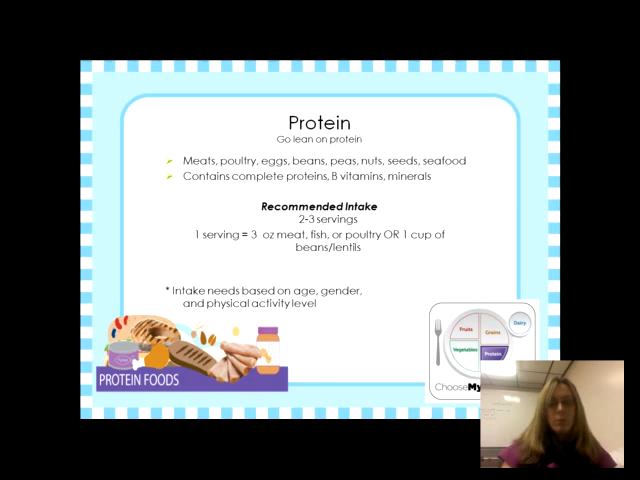 Protein
Go lean on protein
Meats, poultry, eggs, beans, peas, nuts, seeds, seafood
Contains complete proteins, B vitamins, minerals
Recommended Intake
2-3 servings
1 serving = 3 oz meat, fish, or poultry OR 1 cup of
beans/lentils
* Intake needs based on age, gender,
and physical activity level
PROTEIN FOODS
Dairy
Fruits
Grains
Vegetables
Protein
ChooseMy